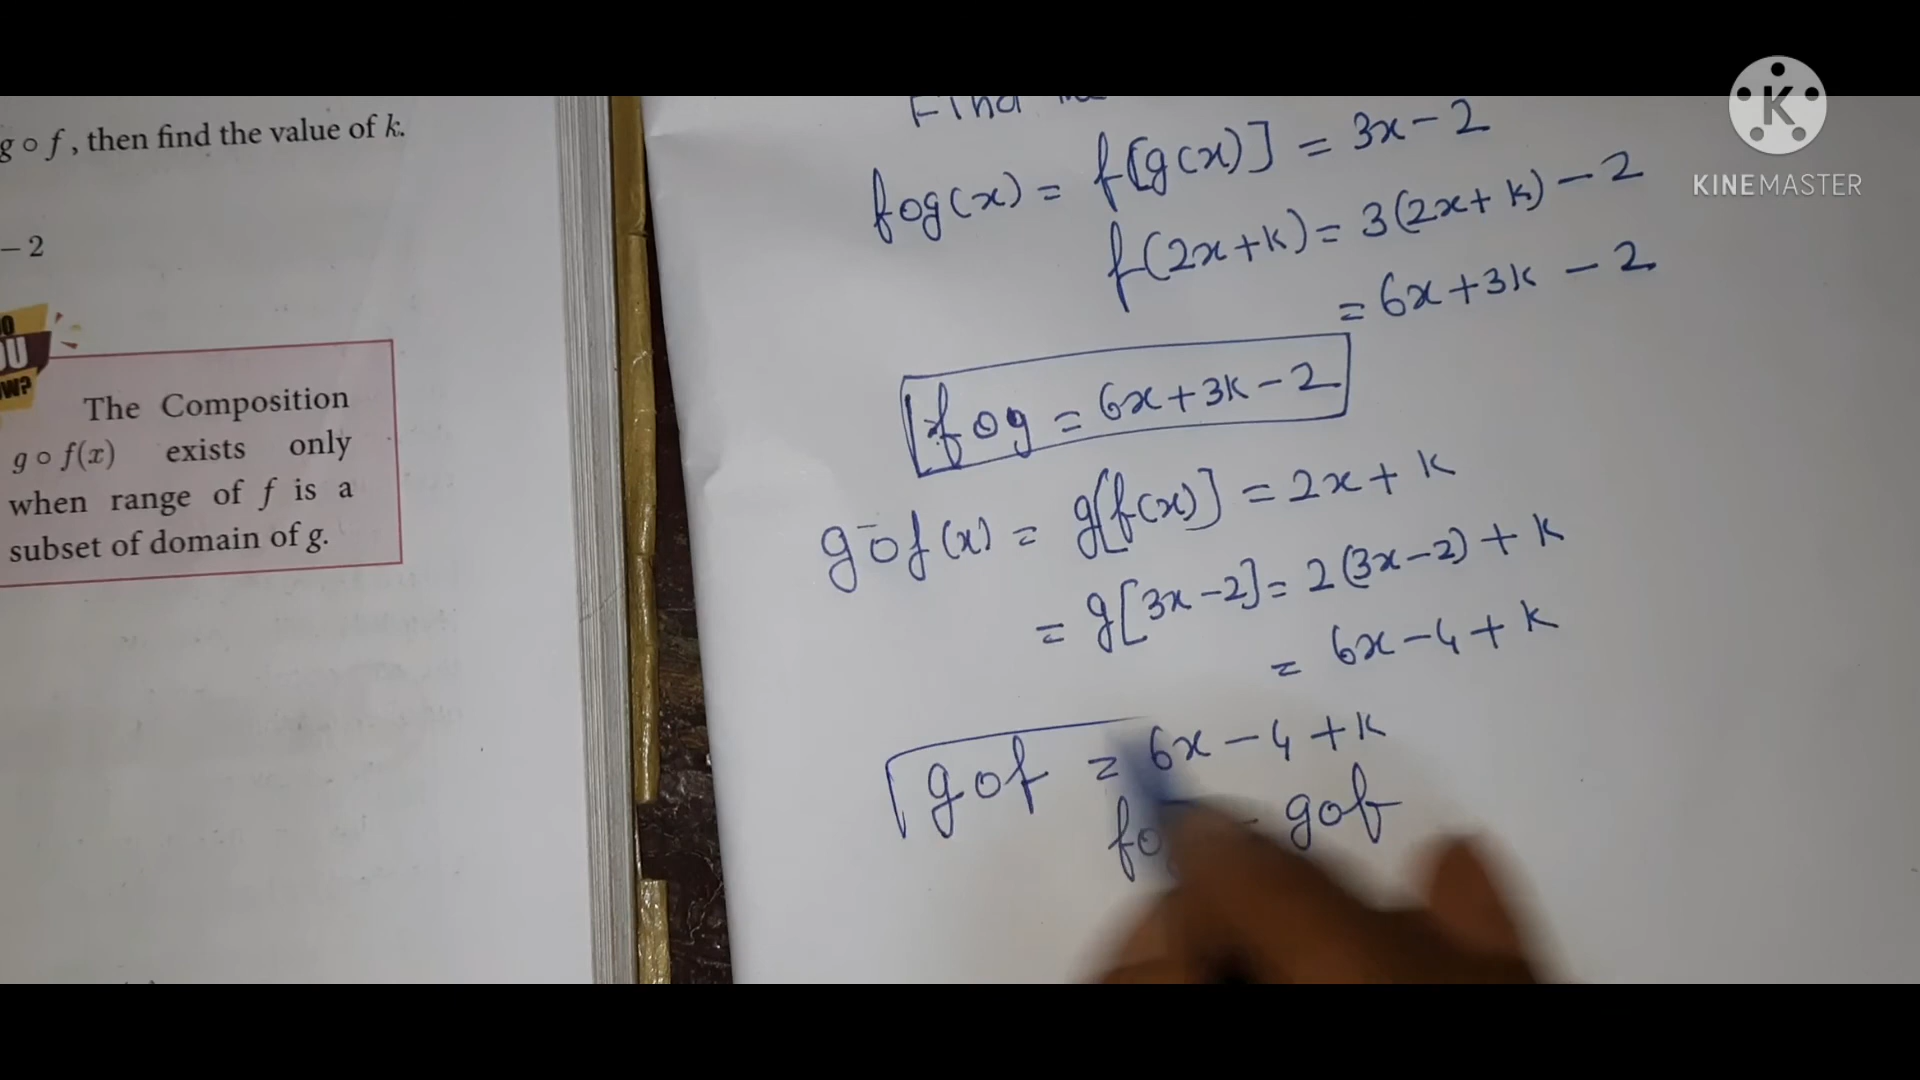 g ∘ f, then find the value of k.
– 2
The Composition
g ∘ f(x) exists only
when range of f is a
subset of domain of g.
Find
fog(x) = f[g(x)] = 3x – 2
f(2x+k) = 3(2x+k) – 2
= 6x+3k – 2
fog = 6x+3k – 2
gof(x) = g[f(x)] = 2x + k
= g[3x – 2] = 2(3x – 2) + k
= 6x – 4 + k
gof = 6x – 4 + k
gof
K
KINEMASTER